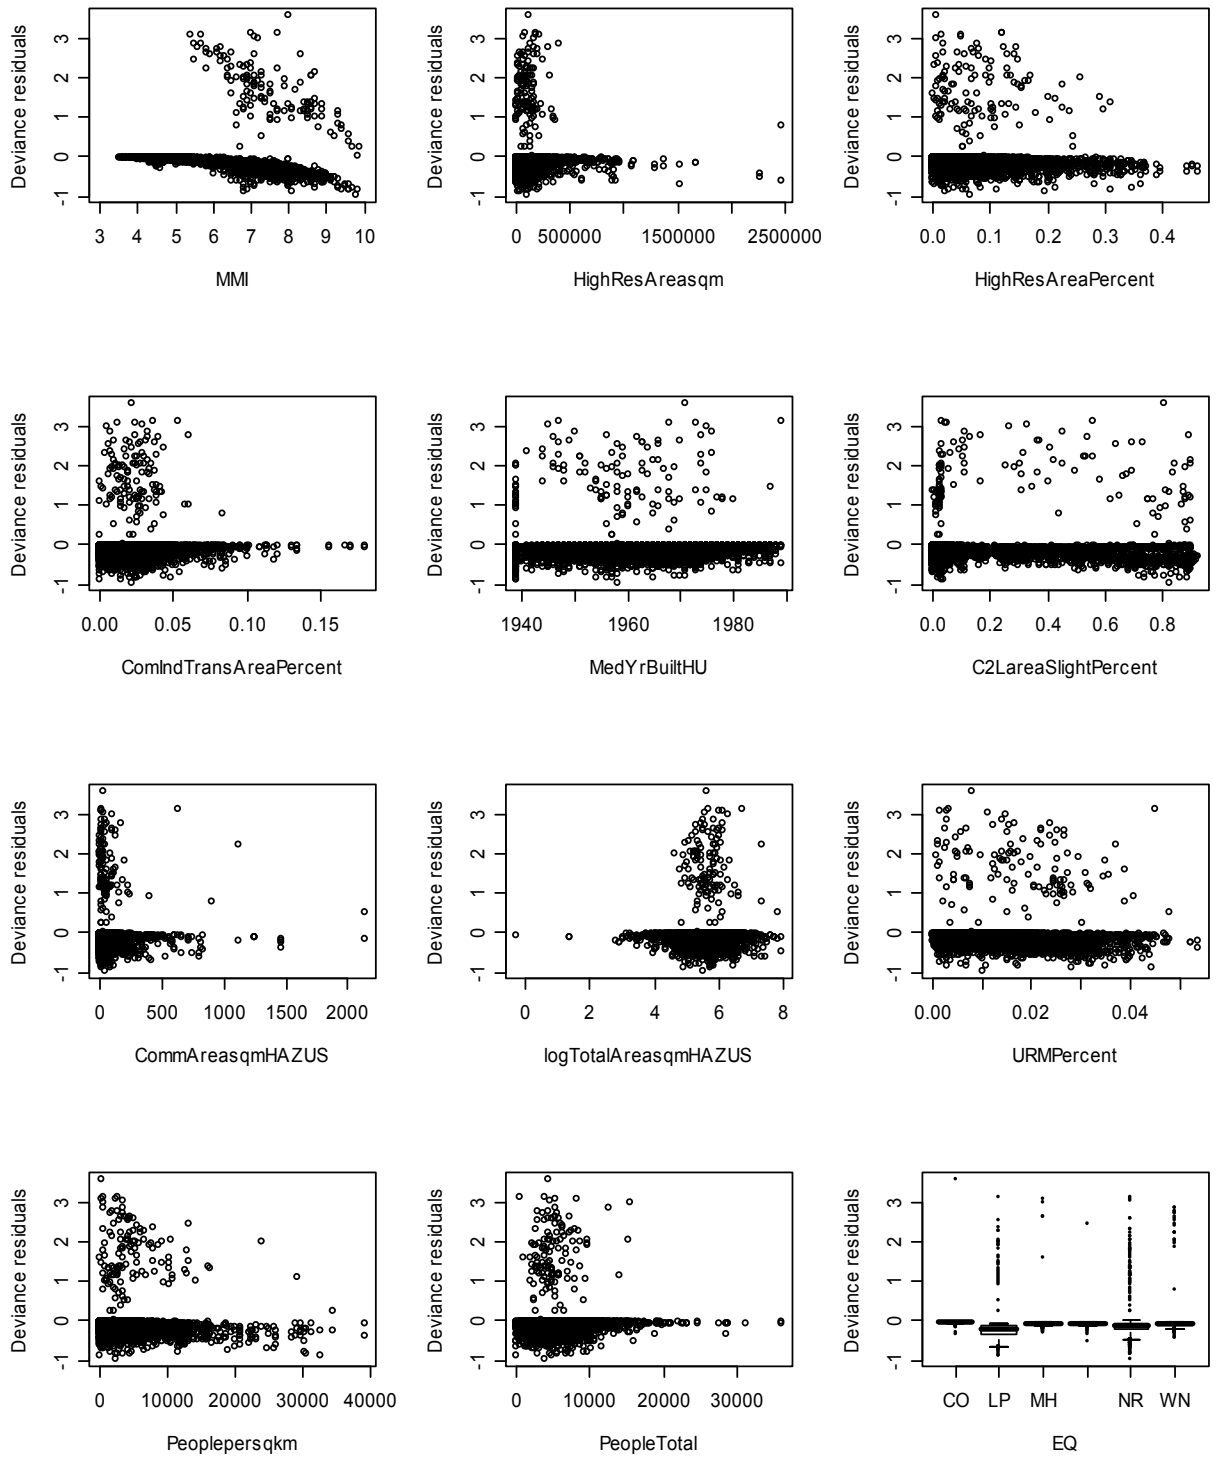 Deviance residuals Deviance residuals Deviance residuals
3 3 3
2 2 2
1 1 1
0 0 0
-1 -1 -1
3 4 5 6 7 8 9 10 0 500000 1500000 2500000 0.0 0.1 0.2 0.3 0.4
MMI HighResAreasqm HighResAreaPercent
Deviance residuals Deviance residuals Deviance residuals
3 3 3
2 2 2
1 1 1
0 0 0
-1 -1 -1
0.00 0.05 0.10 0.15 1940 1960 1980 0.0 0.2 0.4 0.6 0.8
ComIndTransAreaPercent MedYrBuiltHU C2LareaSlightPercent
Deviance residuals Deviance residuals Deviance residuals
3 3 3
2 2 2
1 1 1
0 0 0
-1 -1 -1
0 500 1000 1500 2000 0 2 4 6 8 0.00 0.02 0.04
CommAreasqmHAZUS logTotalAreasqmHAZUS URMPercent
Deviance residuals Deviance residuals Deviance residuals
3 3 3
2 2 2
1 1 1
0 0 0
-1 -1 -1
0 10000 20000 30000 40000 0 10000 20000 30000 CO LP MH NR WN
Peoplepersqkm PeopleTotal EQ